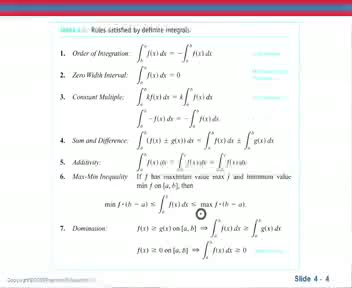 Rules satisfied by definite integrals
1. Order of Integration: ∫_b^a f(x) dx = −∫_a^b f(x) dx
2. Zero Width Interval: ∫_a^a f(x) dx = 0
3. Constant Multiple: ∫_a^b kf(x) dx = k∫_a^b f(x) dx
∫_a^b −f(x) dx = −∫_a^b f(x) dx
4. Sum and Difference: ∫_a^b (f(x) ± g(x)) dx = ∫_a^b f(x) dx ± ∫_a^b g(x) dx
5. Additivity: ∫_a^b f(x) dx + ∫_b^c f(x) dx = ∫_a^c f(x) dx
6. Max-Min Inequality: If f has maximum value max f and minimum value
min f on [a, b], then
min f · (b − a) ≤ ∫_a^b f(x) dx ≤ max f · (b − a).
7. Domination: f(x) ≥ g(x) on [a, b] ⇒ ∫_a^b f(x) dx ≥ ∫_a^b g(x) dx
f(x) ≥ 0 on [a, b] ⇒ ∫_a^b f(x) dx ≥ 0
Slide 4 - 4